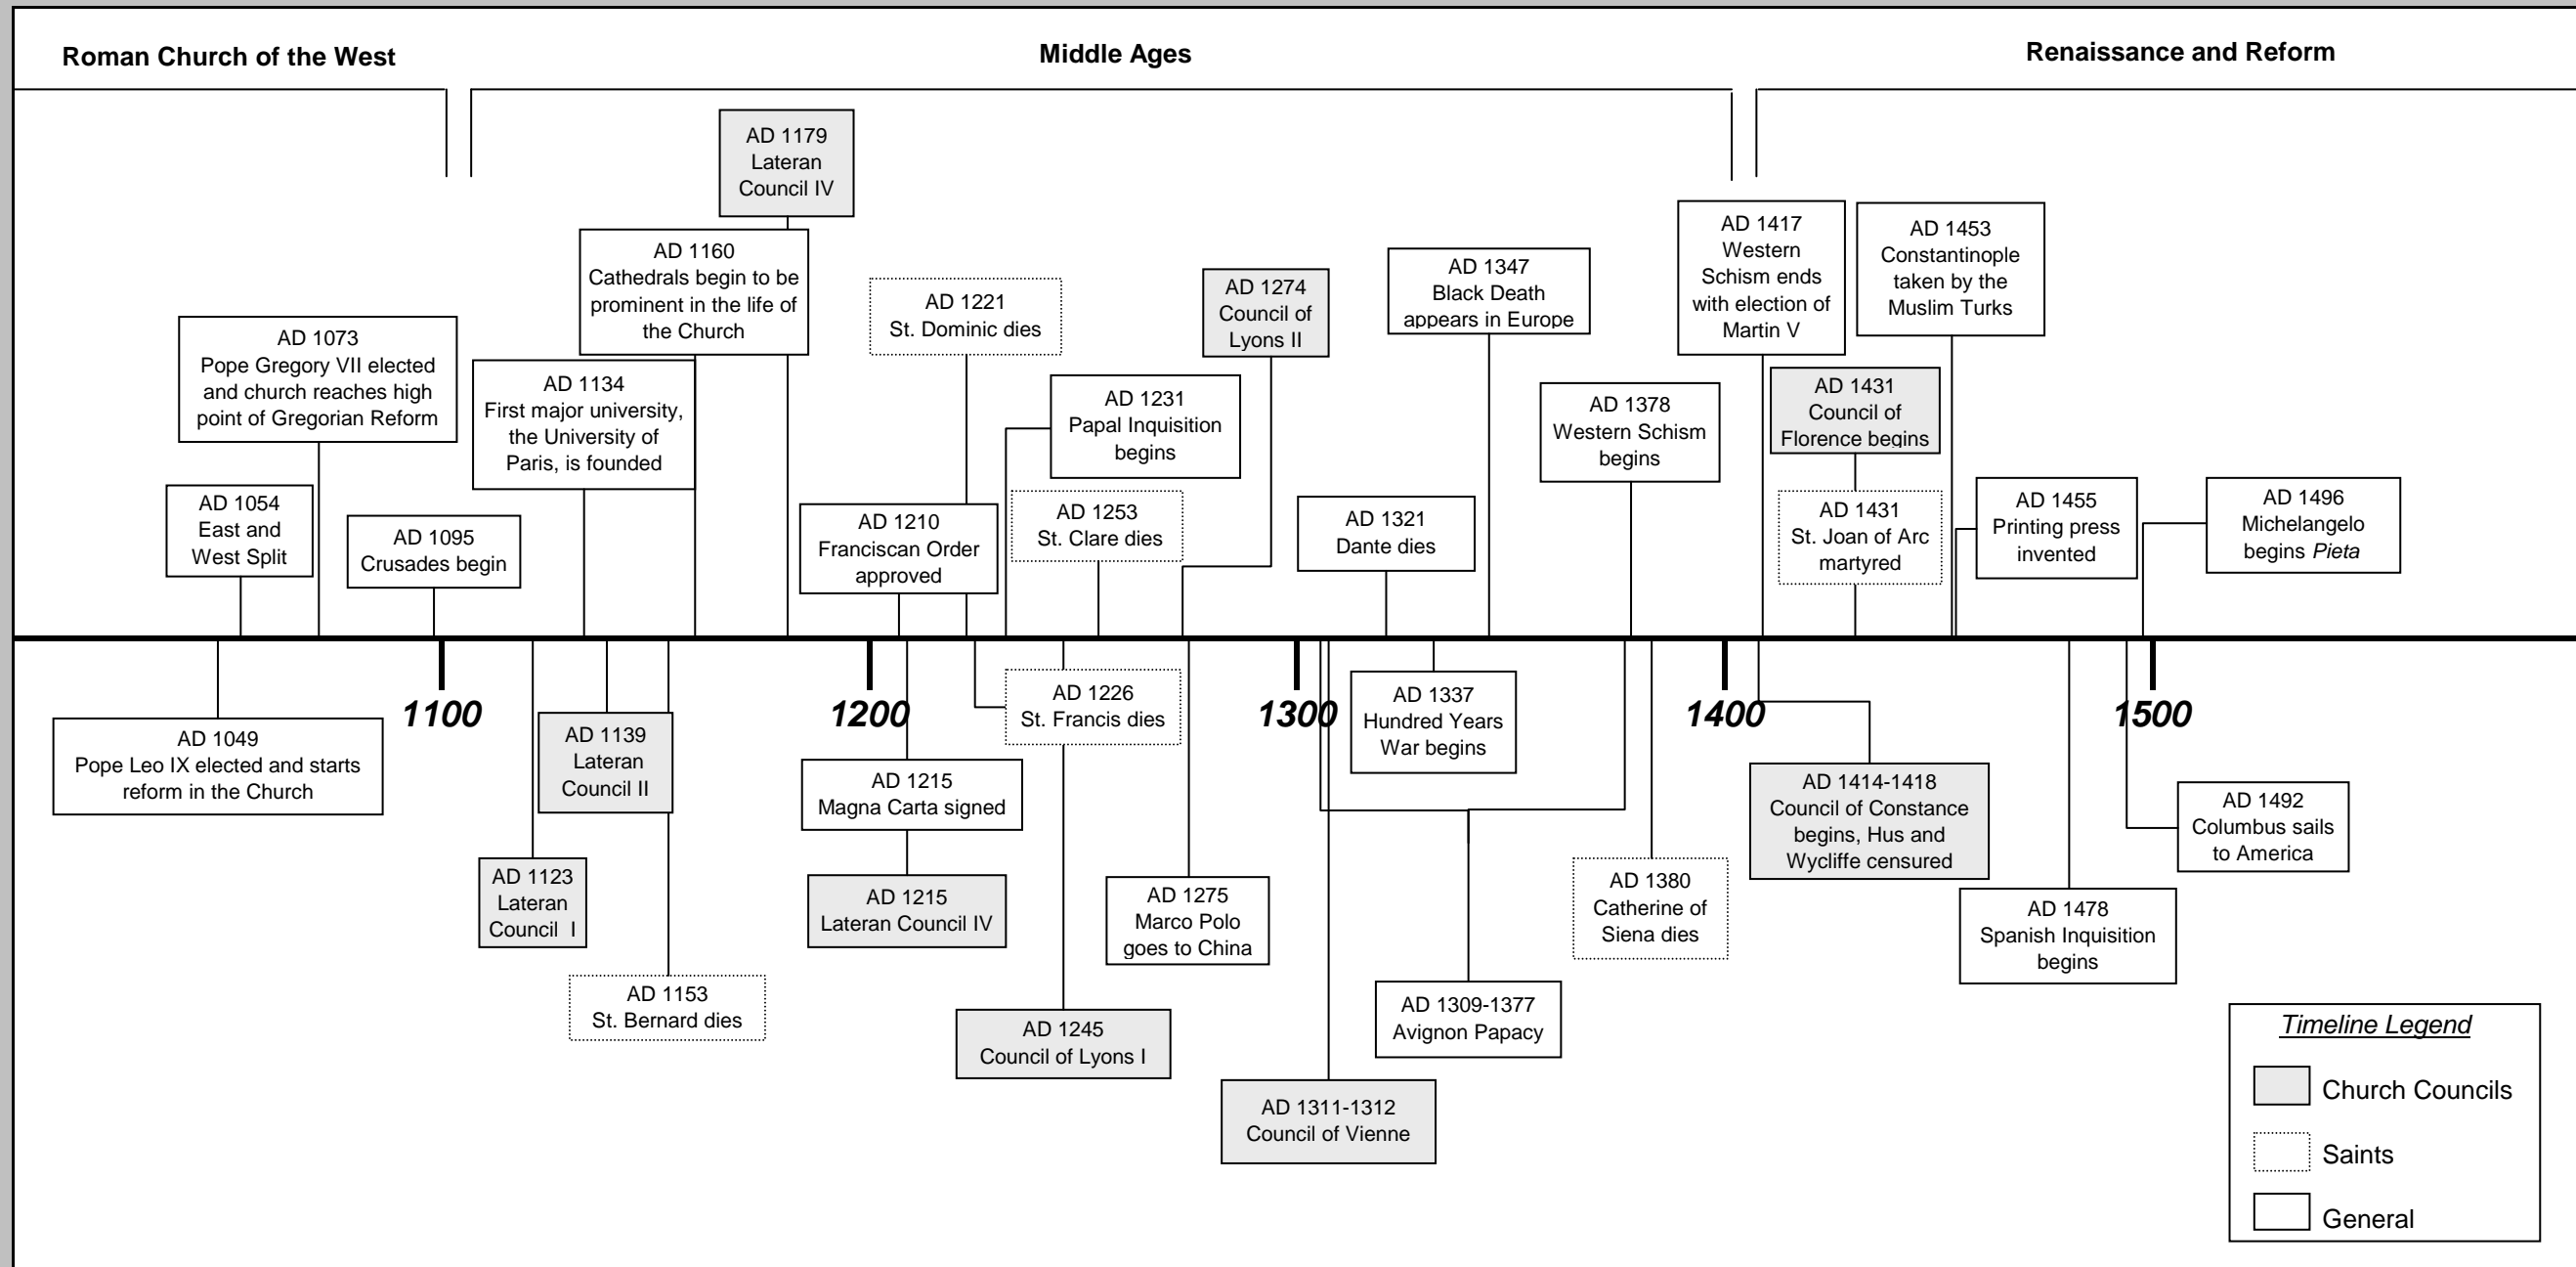 Roman Church of the West
Middle Ages
Renaissance and Reform
AD 1179
Lateran
Council IV
AD 1160
Cathedrals begin to be
prominent in the life of
the Church
AD 1073
Pope Gregory VII elected
and church reaches high
point of Gregorian Reform
AD 1134
First major university,
the University of
Paris, is founded
AD 1054
East and
West Split
AD 1095
Crusades begin
AD 1221
St. Dominic dies
AD 1210
Franciscan Order
approved
AD 1231
Papal Inquisition
begins
AD 1253
St. Clare dies
AD 1274
Council of
Lyons II
AD 1347
Black Death
appears in Europe
AD 1321
Dante dies
AD 1378
Western Schism
begins
AD 1417
Western
Schism ends
with election of
Martin V
AD 1453
Constantinople
taken by the
Muslim Turks
AD 1431
Council of
Florence begins
AD 1431
St. Joan of Arc
martyred
AD 1455
Printing press
invented
AD 1496
Michelangelo
begins Pieta
1100
1200
1300
1400
1500
AD 1049
Pope Leo IX elected and starts
reform in the Church
AD 1123
Lateran
Council I
AD 1139
Lateran
Council II
AD 1153
St. Bernard dies
AD 1215
Magna Carta signed
AD 1215
Lateran Council IV
AD 1226
St. Francis dies
AD 1245
Council of Lyons I
AD 1275
Marco Polo
goes to China
AD 1311-1312
Council of Vienne
AD 1337
Hundred Years
War begins
AD 1309-1377
Avignon Papacy
AD 1380
Catherine of
Siena dies
AD 1414-1418
Council of Constance
begins, Hus and
Wycliffe censured
AD 1478
Spanish Inquisition
begins
AD 1492
Columbus sails
to America
Timeline Legend
Church Councils
Saints
General